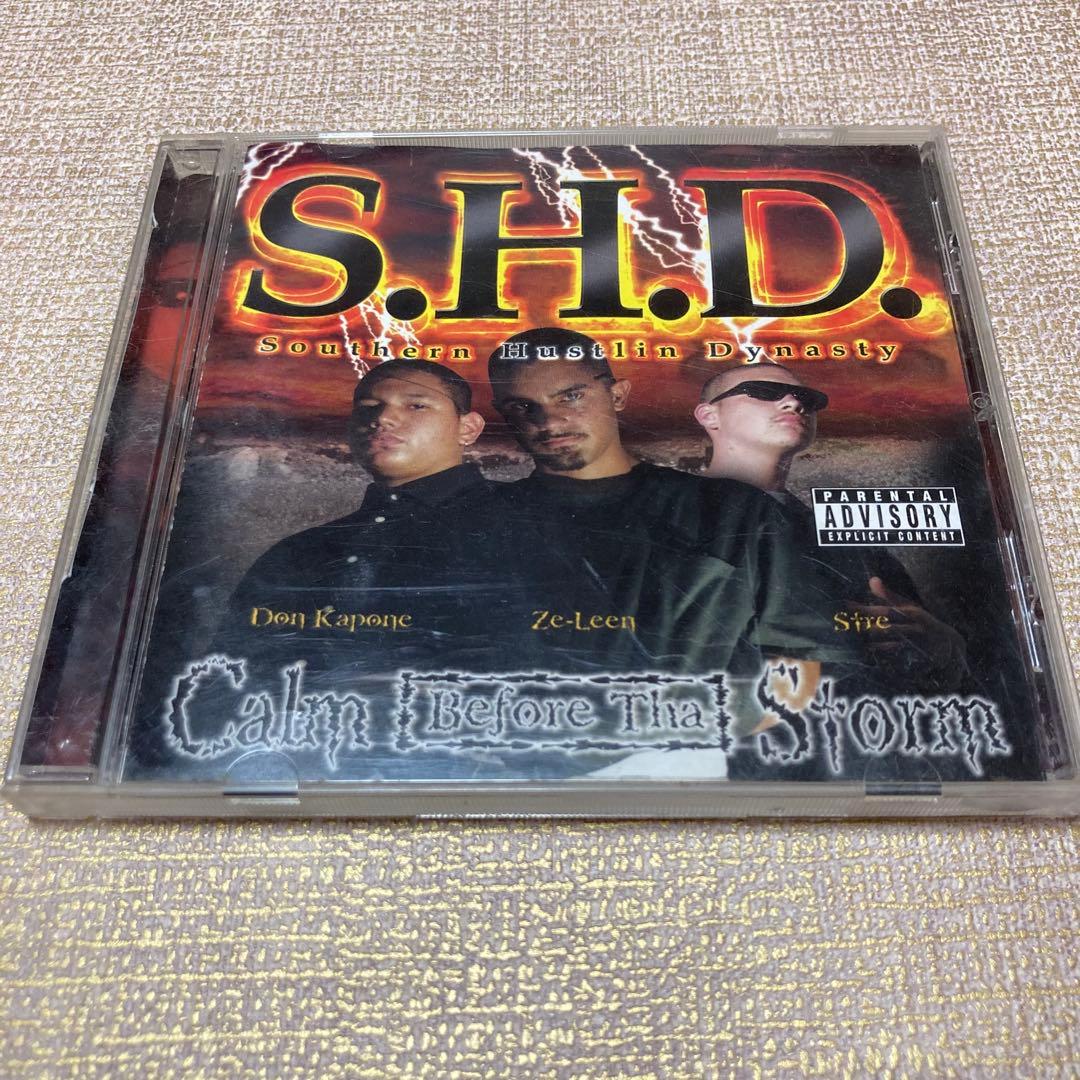 S.H.D.
Southern Hustlin Dynasty
PARENTAL
ADVISORY
EXPLICIT CONTENT
Don Kapone Ze-Leen Sire
Calm Before Tha Storm